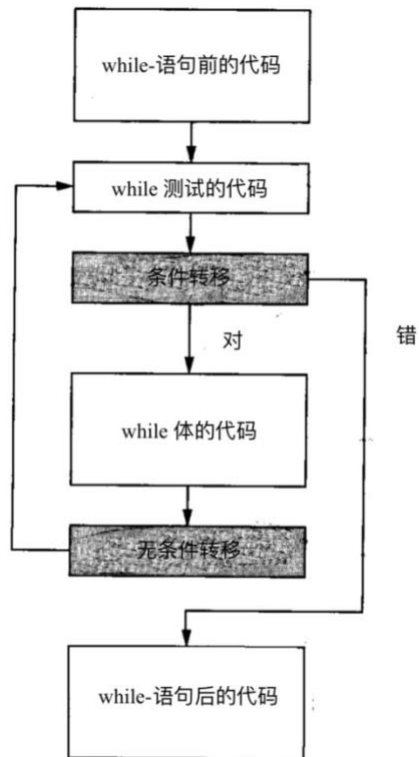 while-语句前的代码
while 测试的代码
条件转移
对
错
while 体的代码
无条件转移
while-语句后的代码